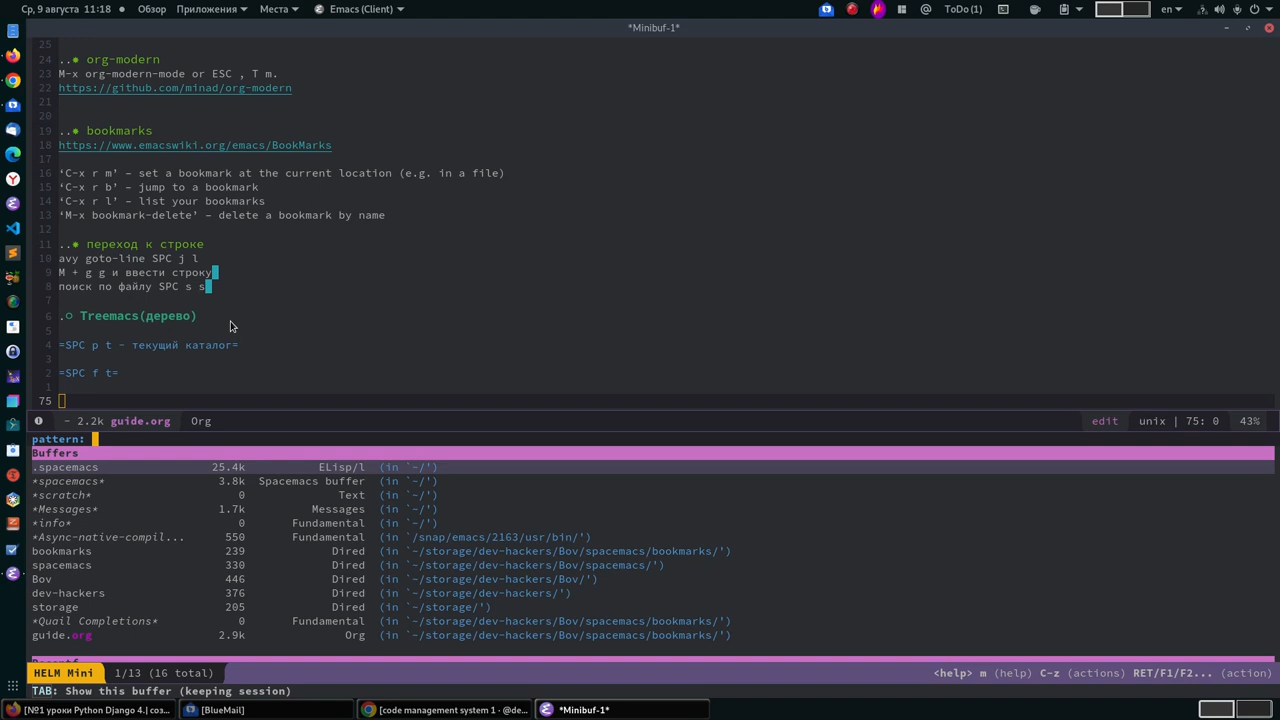 Ср, 9 августа 11:18 Обзор Приложения Места Emacs (Client) ToDo (1) en
*Minibuf-1*
25
24 ..✸ org-modern
23 M-x org-modern-mode or ESC , T m.
22 https://github.com/minad/org-modern
21
20
19 ..✸ bookmarks
18 https://www.emacswiki.org/emacs/BookMarks
17
16 ‘C-x r m’ – set a bookmark at the current location (e.g. in a file)
15 ‘C-x r b’ – jump to a bookmark
14 ‘C-x r l’ – list your bookmarks
13 ‘M-x bookmark-delete’ – delete a bookmark by name
12
11 ..✸ переход к строке
10 avy goto-line SPC j l
9 M + g g и ввести строку
8 поиск по файлу SPC s s
7
6 .○ Treemacs(дерево)
5
4 =SPC p t - текущий каталог=
3
2 =SPC f t=
1
75
- 2.2k guide.org Org edit unix | 75: 0 43%
pattern:
Buffers
.spacemacs 25.4k ELisp/l (in `~/')
*spacemacs* 3.8k Spacemacs buffer (in `~/')
*scratch* 0 Text (in `~/')
*Messages* 1.7k Messages (in `~/')
*info* 0 Fundamental (in `~/')
*Async-native-compil... 550 Fundamental (in `/snap/emacs/2163/usr/bin/')
bookmarks 239 Dired (in `~/storage/dev-hackers/Bov/spacemacs/bookmarks/')
spacemacs 330 Dired (in `~/storage/dev-hackers/Bov/spacemacs/')
Bov 446 Dired (in `~/storage/dev-hackers/Bov/')
dev-hackers 376 Dired (in `~/storage/dev-hackers/')
storage 205 Dired (in `~/storage/')
*Quail Completions* 0 Fundamental (in `~/storage/dev-hackers/Bov/spacemacs/bookmarks/')
guide.org 2.9k Org (in `~/storage/dev-hackers/Bov/spacemacs/bookmarks/')
HELM Mini 1/13 (16 total) <help> m (help) C-z (actions) RET/F1/F2... (action)
TAB: Show this buffer (keeping session)
[№1 уроки Python Django 4.| С... [BlueMail] [code management system 1 - @de... *Minibuf-1*